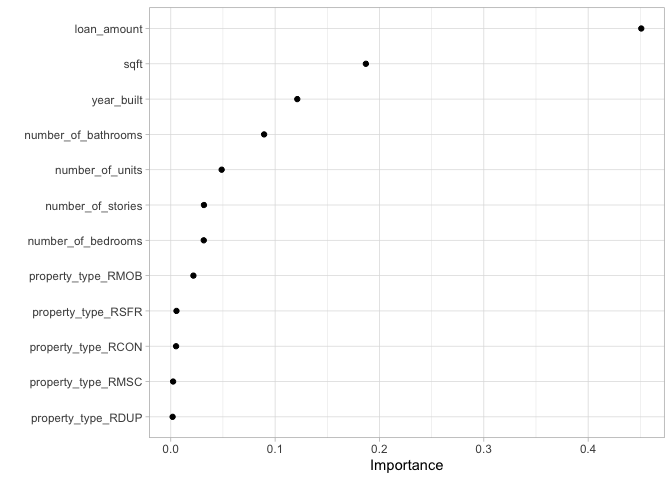 loan_amount
sqft
year_built
number_of_bathrooms
number_of_units
number_of_stories
number_of_bedrooms
property_type_RMOB
property_type_RSFR
property_type_RCON
property_type_RMSC
property_type_RDUP
0.0 0.1 0.2 0.3 0.4
Importance